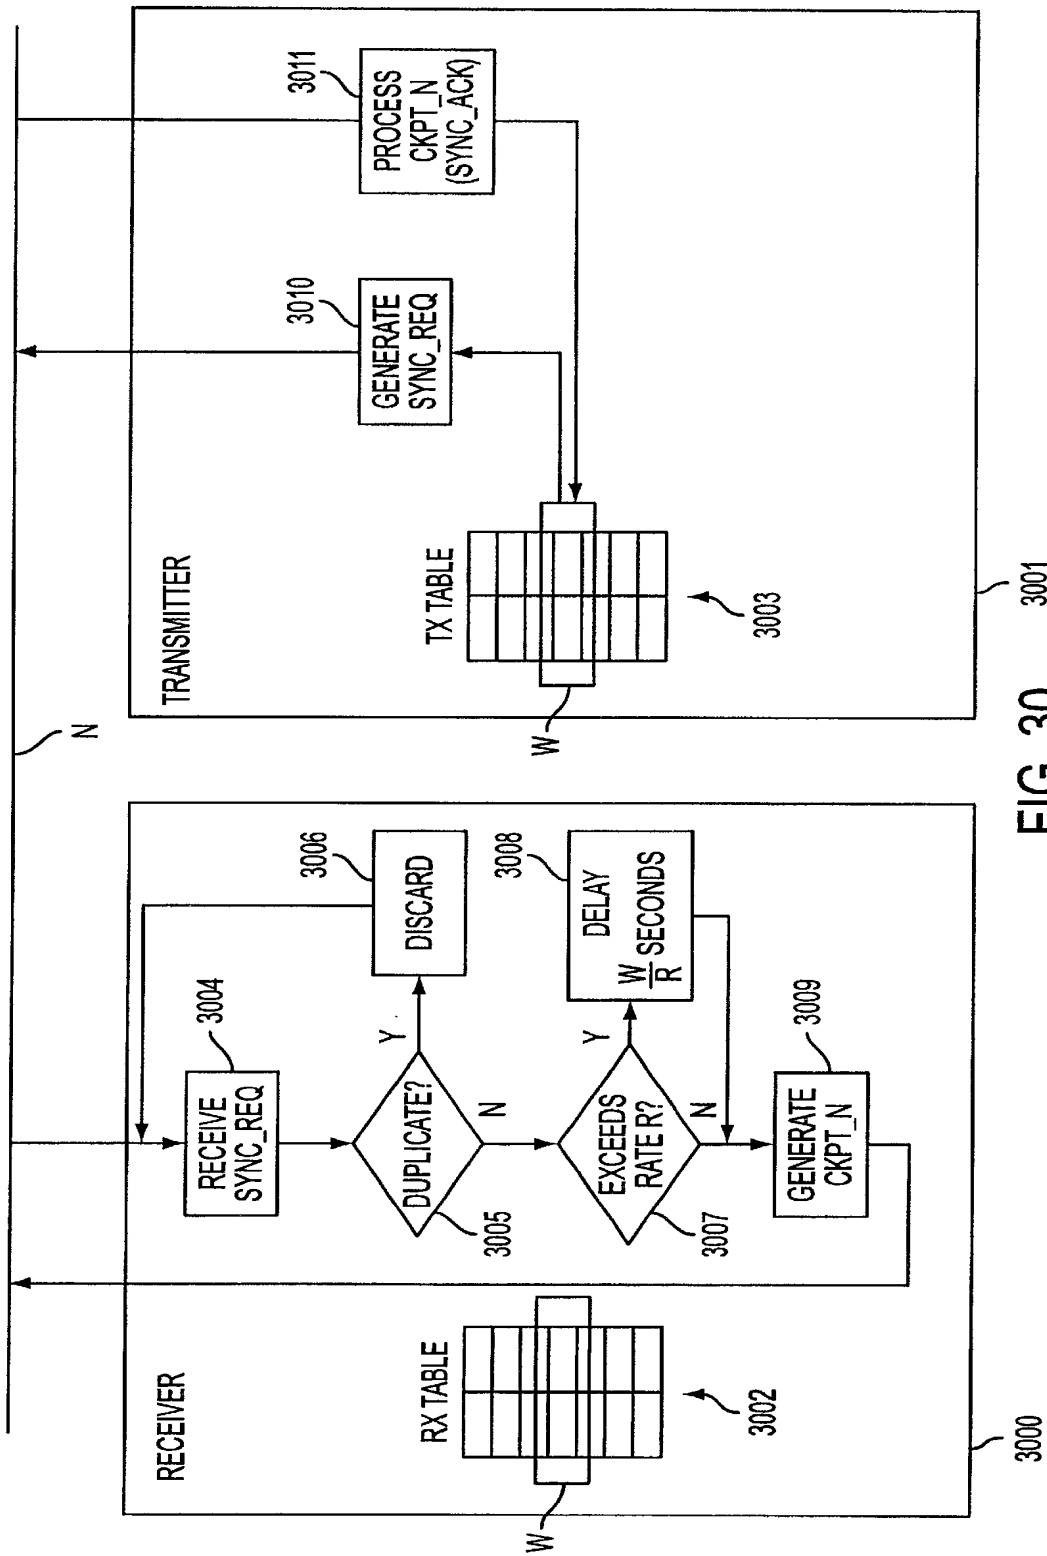 N
RECEIVER
RX TABLE
W
3002
3004
RECEIVE
SYNC_REQ
DUPLICATE?
3005
Y
N
3006
DISCARD
EXCEEDS
RATE R?
3007
Y
N
3008
DELAY
W
R
SECONDS
3009
GENERATE
CKPT_N
3000
TRANSMITTER
TX TABLE
W
3003
3010
GENERATE
SYNC_REQ
3011
PROCESS
CKPT_N
(SYNC_ACK)
3001
FIG. 30